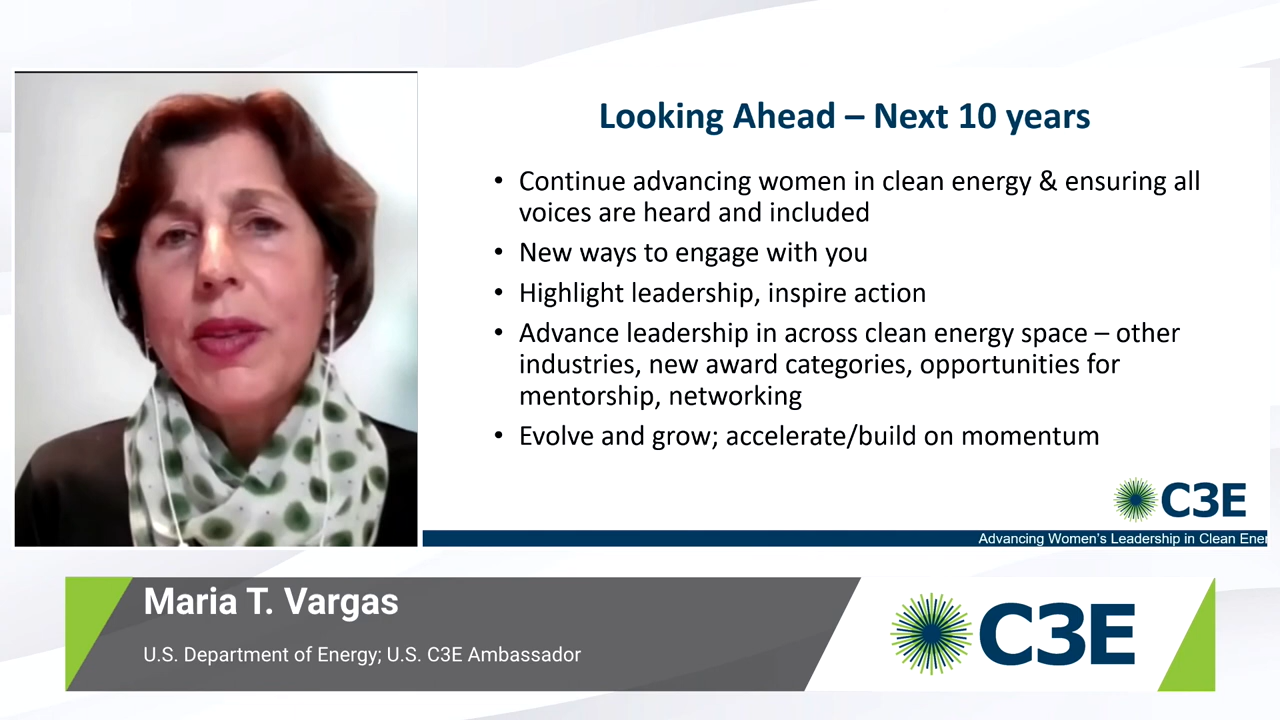 Looking Ahead – Next 10 years
• Continue advancing women in clean energy & ensuring all
voices are heard and included
• New ways to engage with you
• Highlight leadership, inspire action
• Advance leadership in across clean energy space – other
industries, new award categories, opportunities for
mentorship, networking
• Evolve and grow; accelerate/build on momentum
C3E
Advancing Women's Leadership in Clean Ener
Maria T. Vargas
U.S. Department of Energy; U.S. C3E Ambassador
C3E